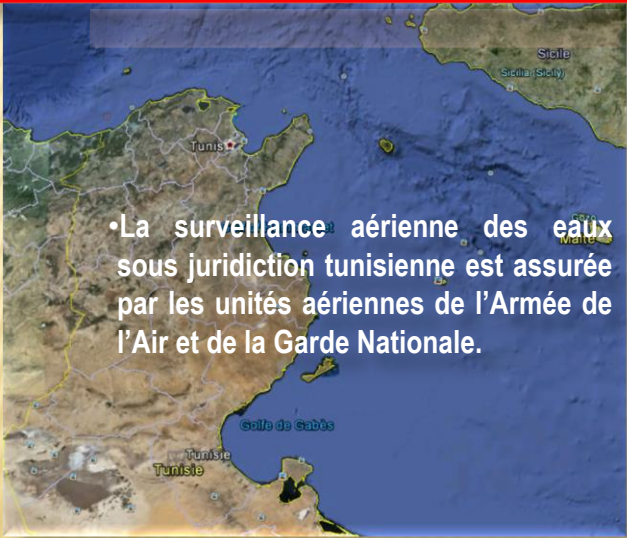 Sicile
Sicilia (Sicily)
Tunis
•La surveillance aérienne des eaux
sous juridiction tunisienne est assurée
par les unités aériennes de l’Armée de
l’Air et de la Garde Nationale.
Malte
Golfe de Gabès
Tunisie
Tunisie